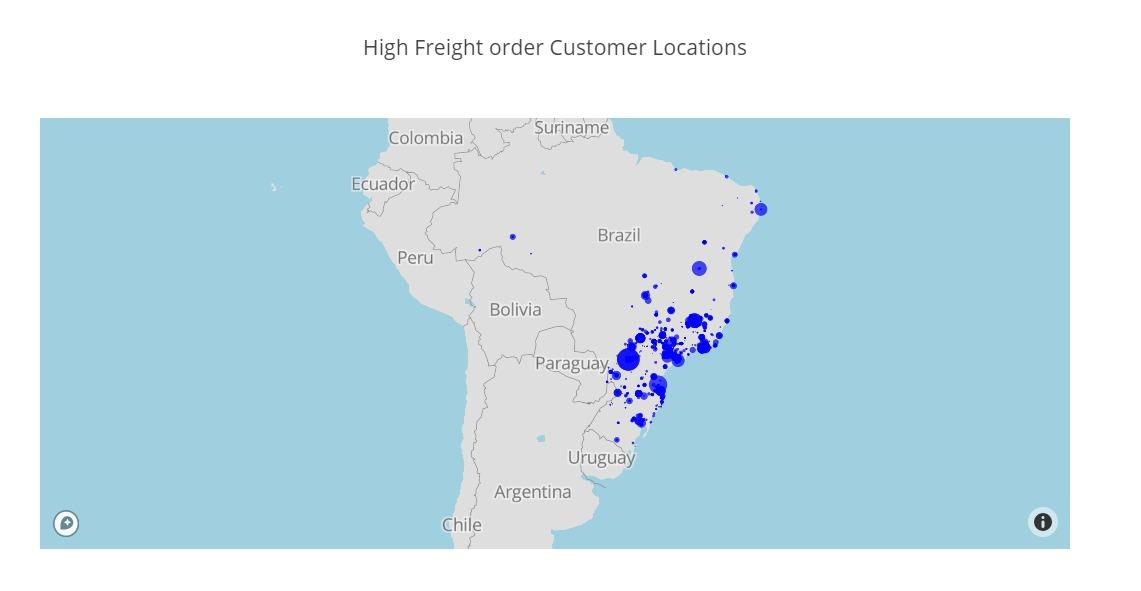 High Freight order Customer Locations
Suriname
Colombia
Ecuador
Brazil
Peru
Bolivia
Paraguay
Uruguay
Argentina
Chile